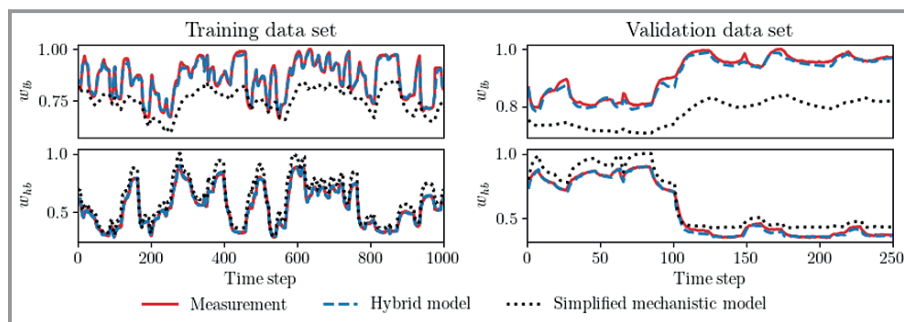 Training data set
Validation data set
1.00
0.75
w_lb
1.0
0.8
w_lb
1.0
0.5
w_hb
0 200 400 600 800 1000
Time step
1.0
0.5
w_hb
0 50 100 150 200 250
Time step
Measurement Hybrid model Simplified mechanistic model